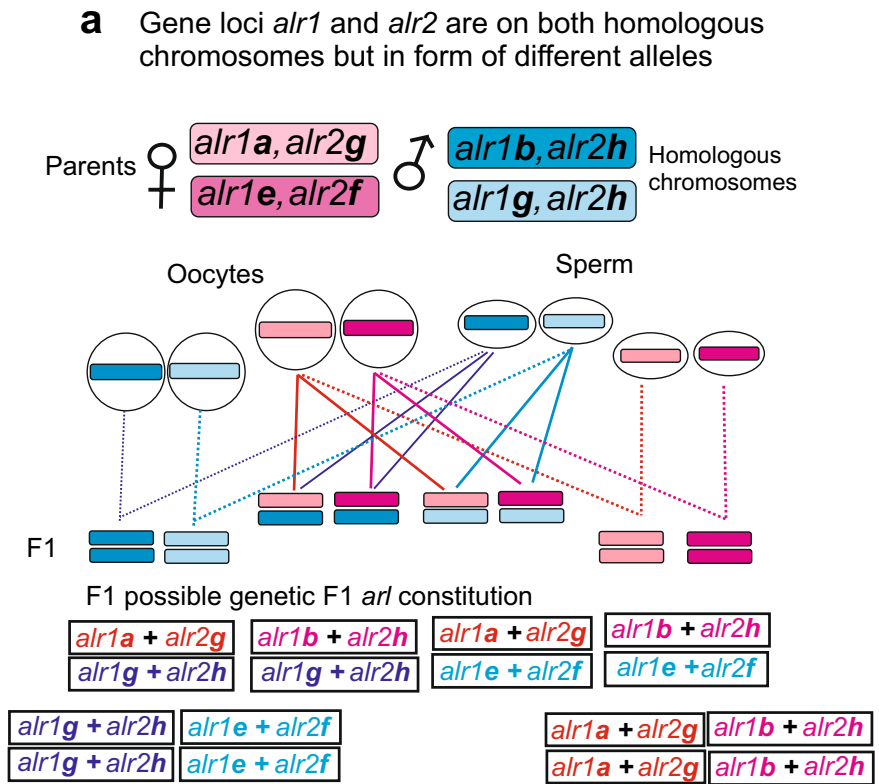 a Gene loci alr1 and alr2 are on both homologous
chromosomes but in form of different alleles
Parents ♀ alr1a, alr2g ♂ alr1b, alr2h Homologous
alr1e, alr2f alr1g, alr2h chromosomes
Oocytes Sperm
F1
F1 possible genetic F1 arl constitution
alr1a + alr2g alr1b + alr2h alr1a + alr2g alr1b + alr2h
alr1g + alr2h alr1g + alr2h alr1e + alr2f alr1e + alr2f
alr1g + alr2h alr1e + alr2f alr1a + alr2g alr1b + alr2h
alr1g + alr2h alr1e + alr2f alr1a + alr2g alr1b + alr2h